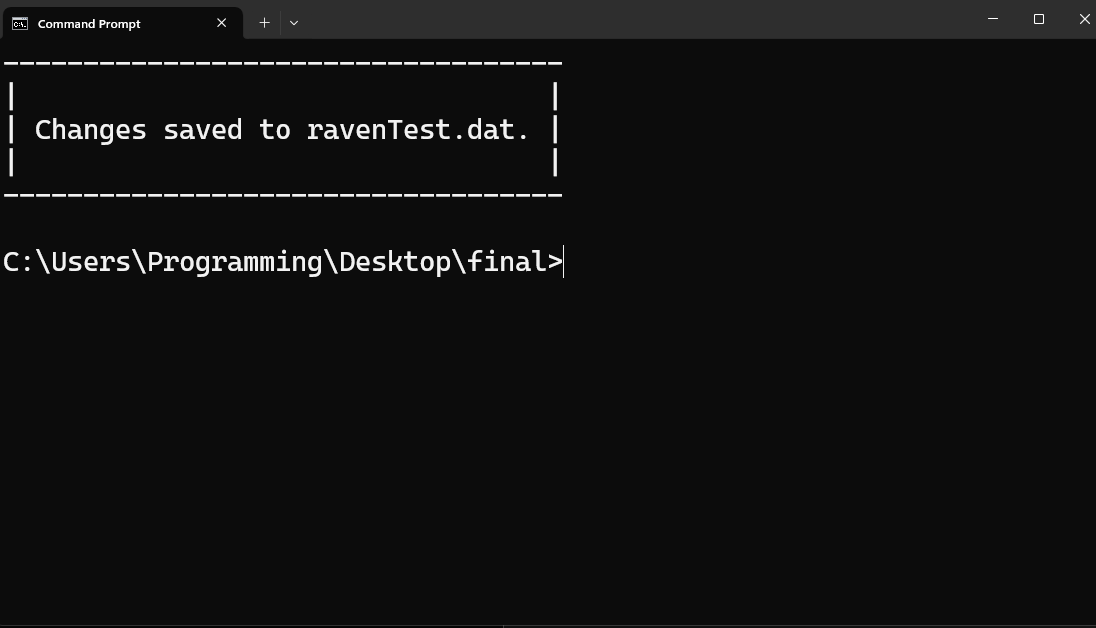 Command Prompt
-----------------------------------
|                                  |
| Changes saved to ravenTest.dat. |
|                                  |
-----------------------------------
C:\Users\Programming\Desktop\final>